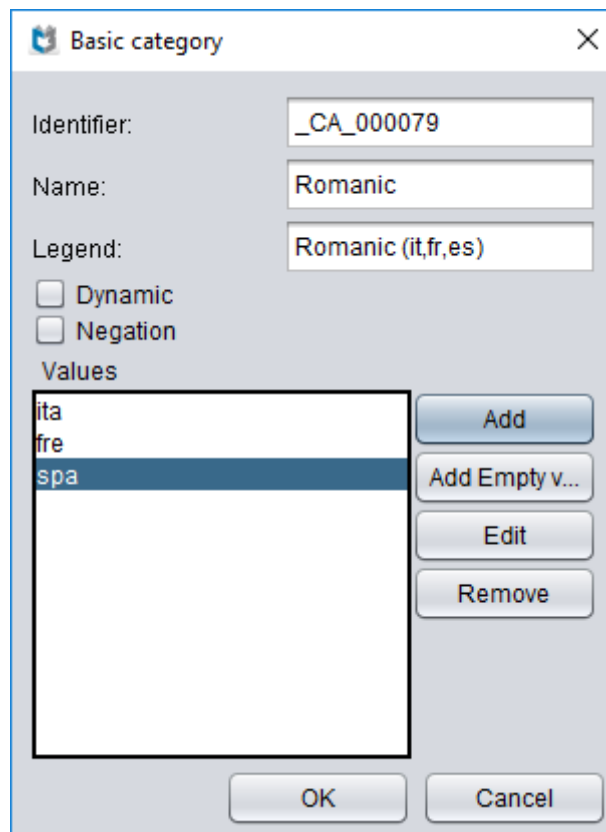 Basic category
Identifier: _CA_000079
Name: Romanic
Legend: Romanic (it,fr,es)
Dynamic
Negation
Values
ita
fre
spa
Add
Add Empty v...
Edit
Remove
OK Cancel